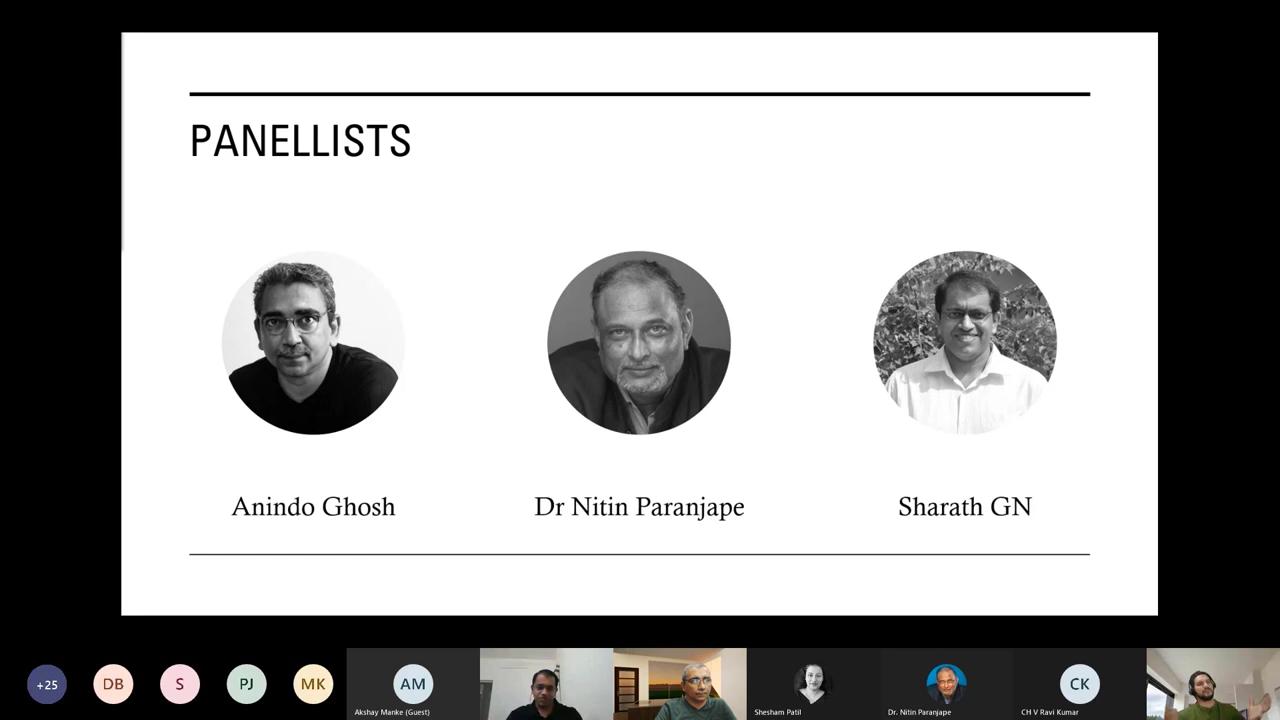 PANELLISTS
Anindo Ghosh
Dr Nitin Paranjape
Sharath GN
+25
DB
S
PJ
MK
AM
Akshay Manke (Guest)
Shesham Patil
Dr. Nitin Paranjape
CK
CH V Ravi Kumar